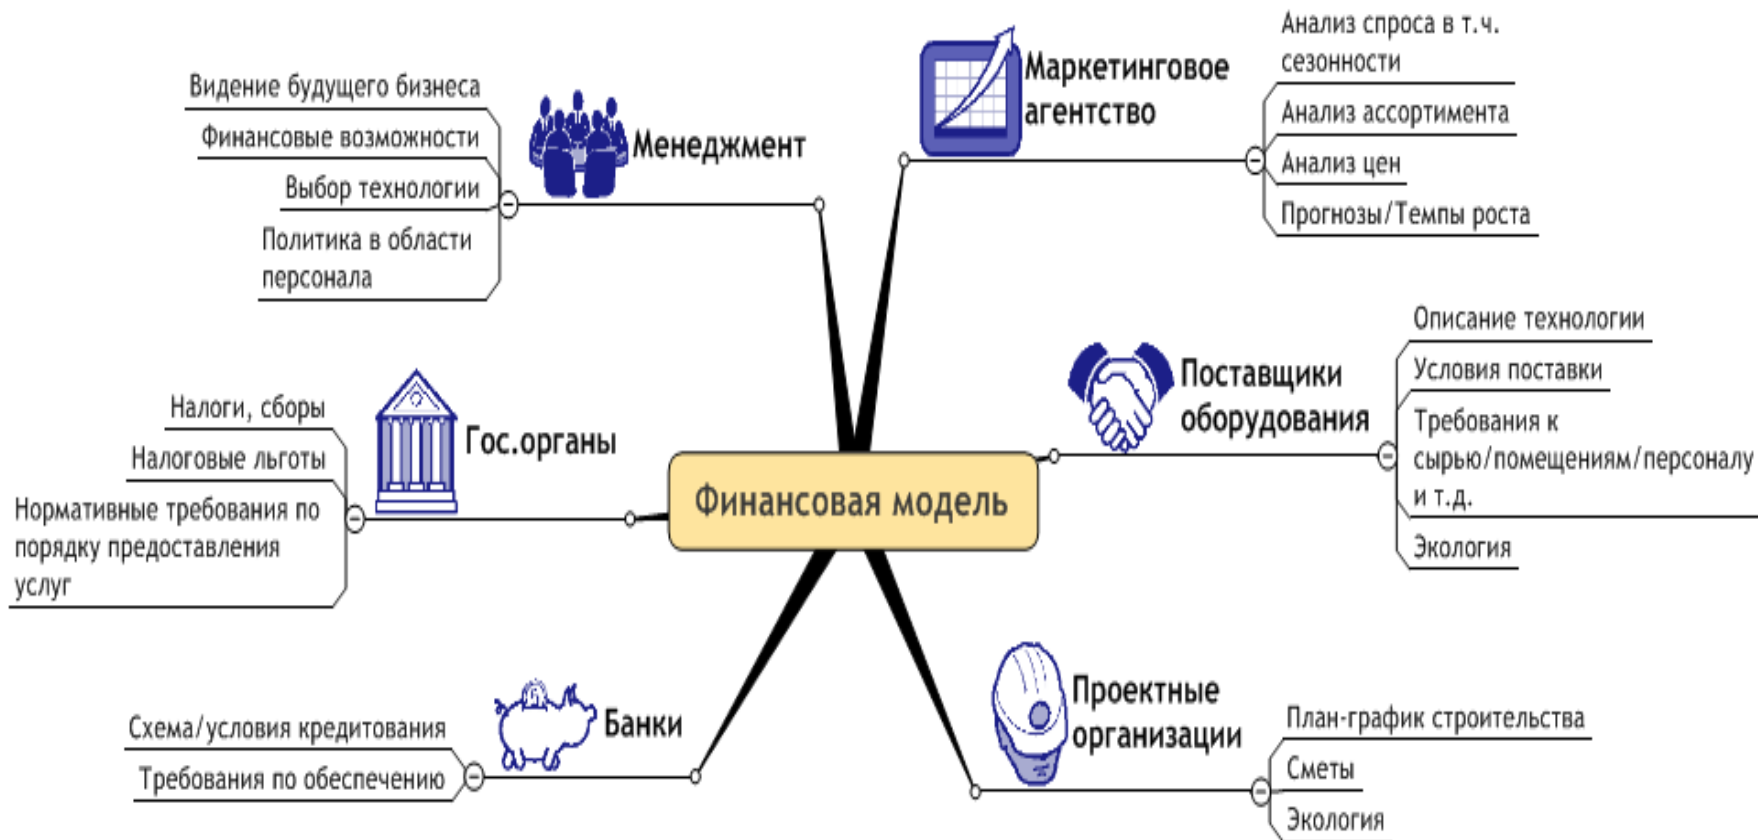 Финансовая модель
Менеджмент
Видение будущего бизнеса
Финансовые возможности
Выбор технологии
Политика в области
персонала
Гос.органы
Налоги, сборы
Налоговые льготы
Нормативные требования по
порядку предоставления
услуг
Банки
Схема/условия кредитования
Требования по обеспечению
Маркетинговое
агентство
Анализ спроса в т.ч.
сезонности
Анализ ассортимента
Анализ цен
Прогнозы/Темпы роста
Поставщики
оборудования
Описание технологии
Условия поставки
Требования к
сырью/помещениям/персоналу
и т.д.
Экология
Проектные
организации
План-график строительства
Сметы
Экология